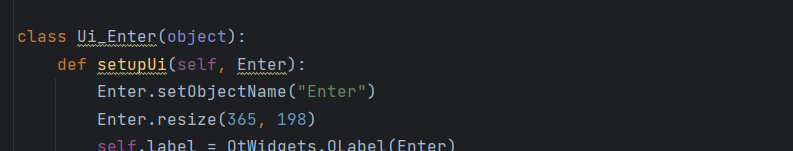 class Ui_Enter(object):
def setupUi(self, Enter):
Enter.setObjectName("Enter")
Enter.resize(365, 198)
self.label = QtWidgets.QLabel(Enter)